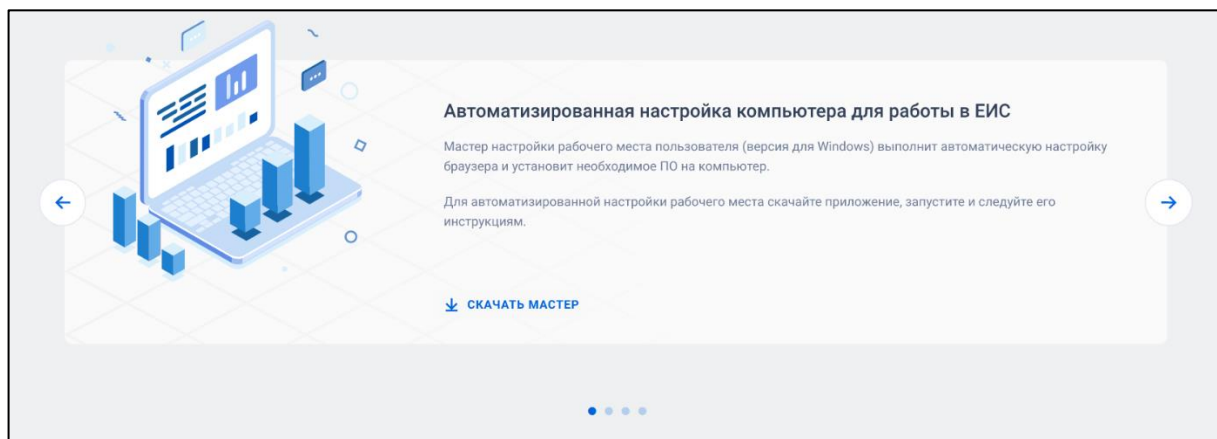 Автоматизированная настройка компьютера для работы в ЕИС
Мастер настройки рабочего места пользователя (версия для Windows) выполнит автоматическую настройку
браузера и установит необходимое ПО на компьютер.
Для автоматизированной настройки рабочего места скачайте приложение, запустите и следуйте его
инструкциям.
СКАЧАТЬ МАСТЕР